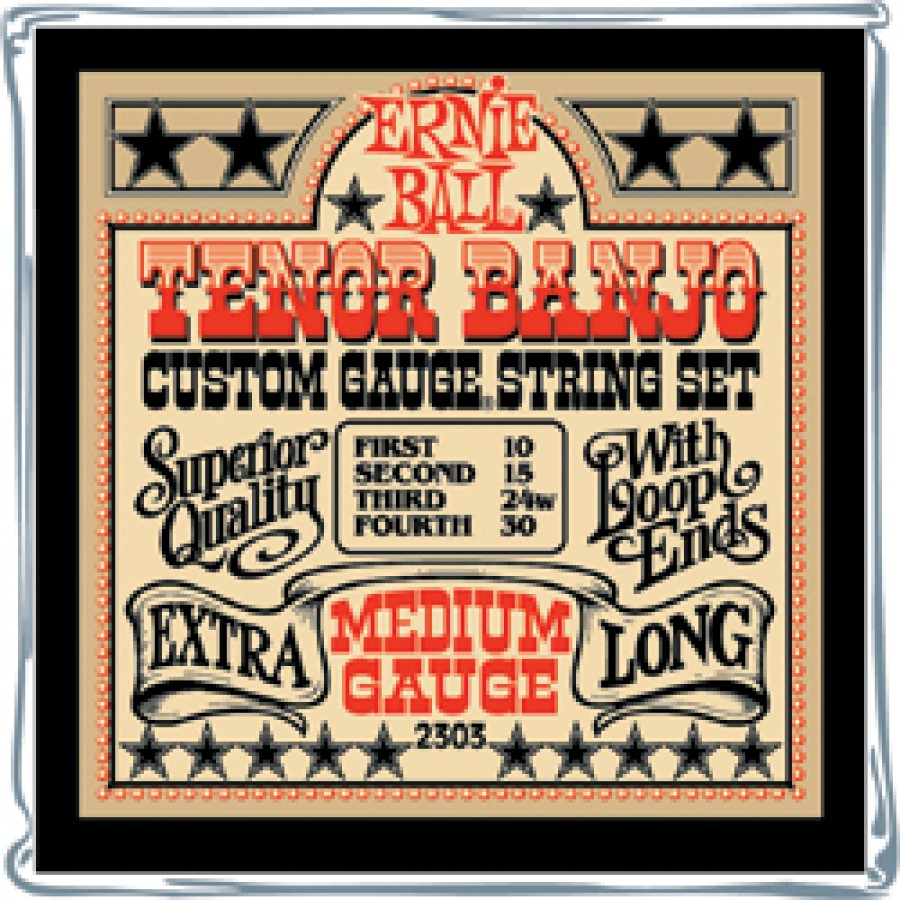 ERNIE
BALL®
TENOR BANJO
CUSTOM GAUGE® STRING SET
Superior
Quality
FIRST 10
SECOND 15
THIRD 24w
FOURTH 30
With
Loop
Ends
EXTRA
MEDIUM
GAUGE
LONG
2303